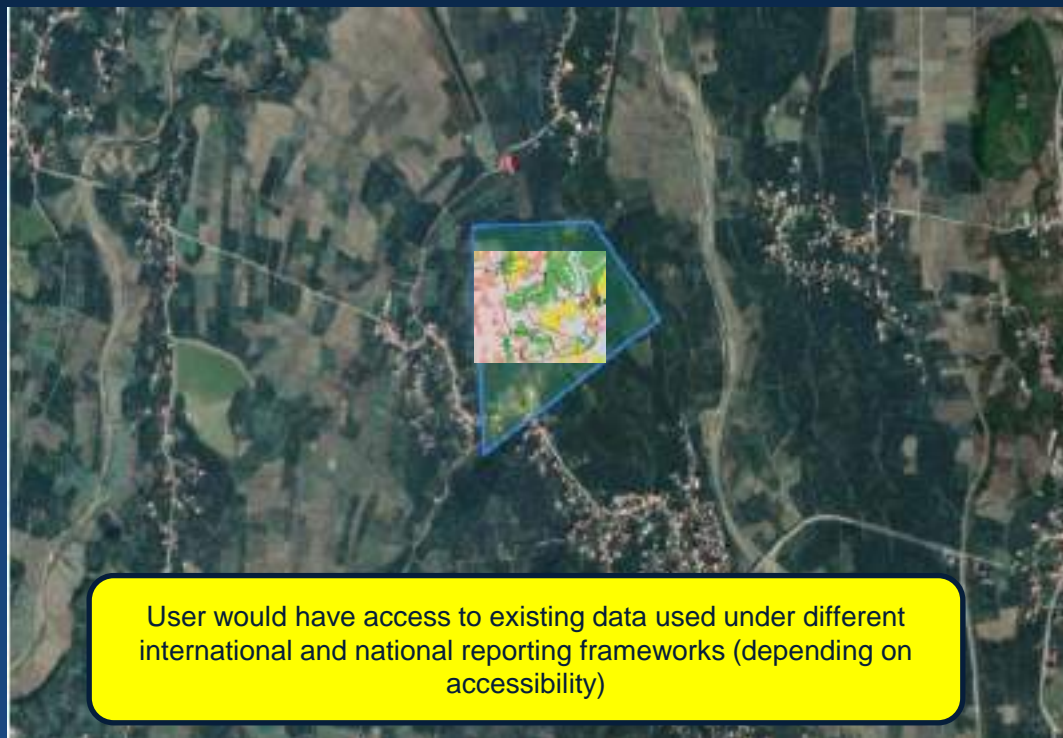 User would have access to existing data used under different
international and national reporting frameworks (depending on
accessibility)